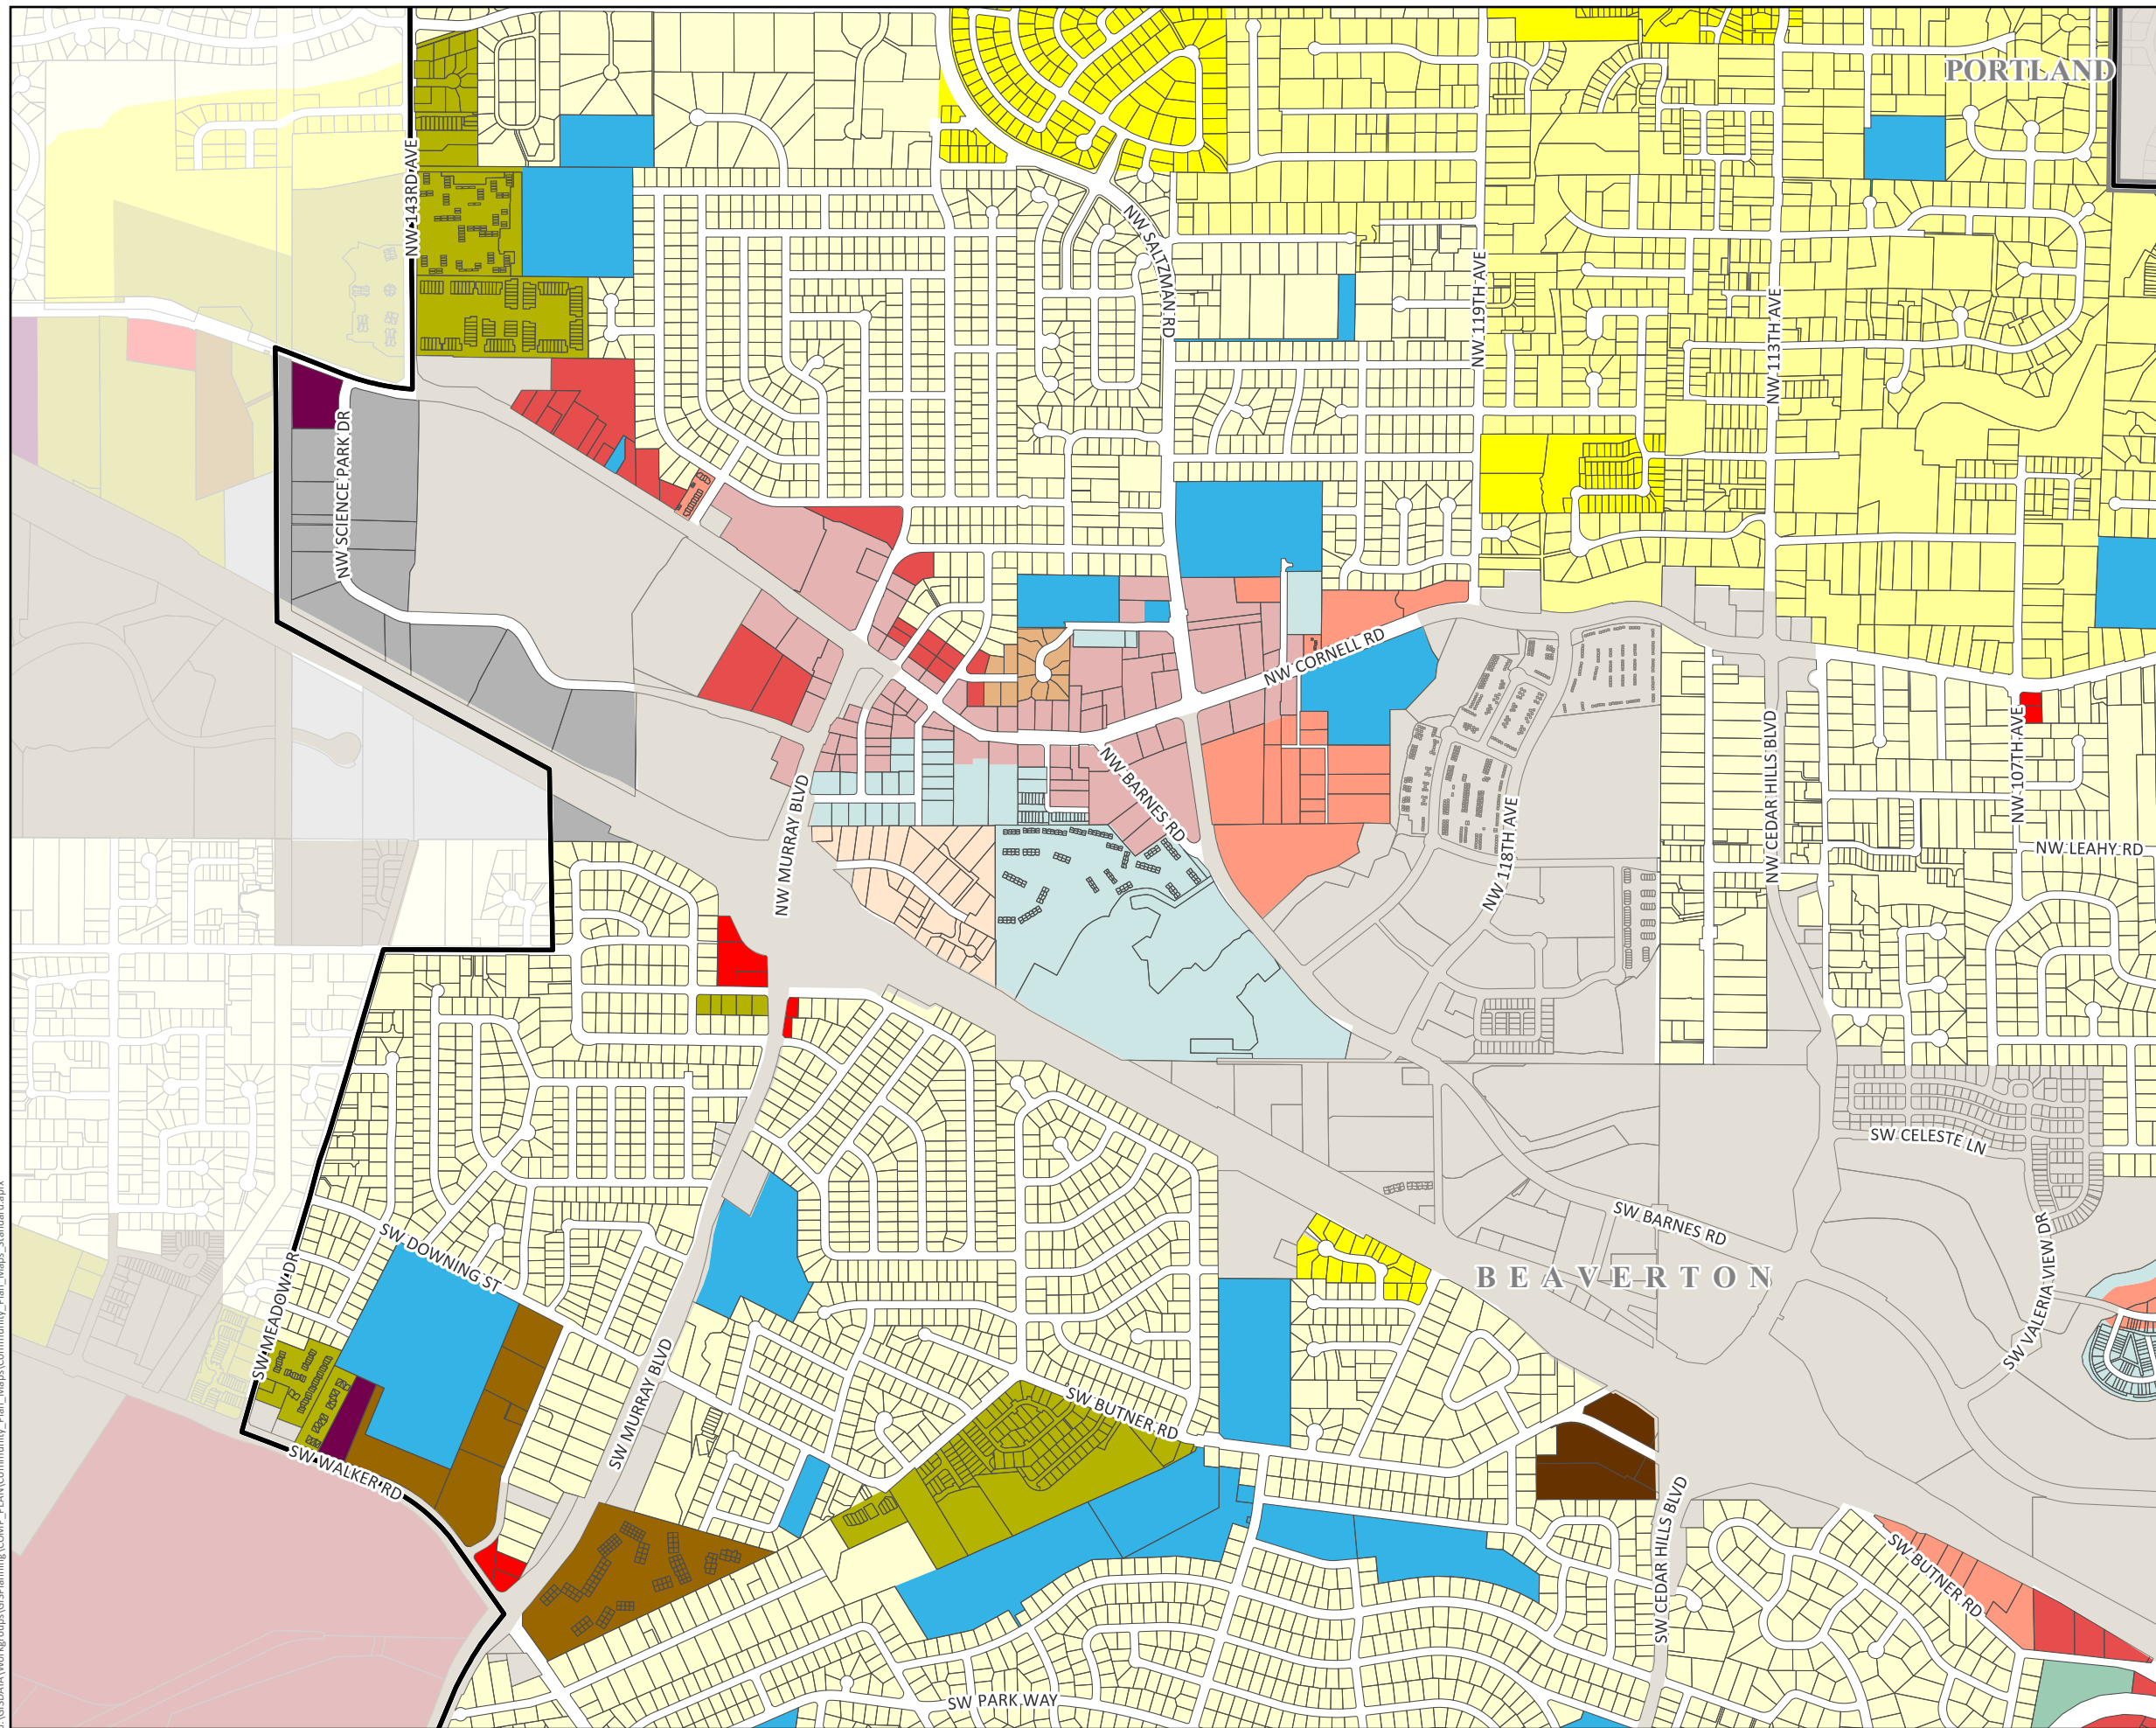 PORTLAND
NW 143RD AVE
NW SALTZMAN RD
NW 119TH AVE
NW 113TH AVE
NW SCIENCE PARK DR
NW CORNELL RD
NW 107TH AVE
NW CEDAR HILLS BLVD
NW BARNES RD
NW MURRAY BLVD
NW 118TH AVE
NW LEAHY RD
SW CELESTE LN
SW BARNES RD
SW DOWNING ST
SW MEADOW DR
BEAVERTON
SW VALERIA VIEW DR
SW MURRAY BLVD
SW BUTNER RD
SW WALKER RD
SW CEDAR HILLS BLVD
SW BUTNER RD
SW PARK WAY